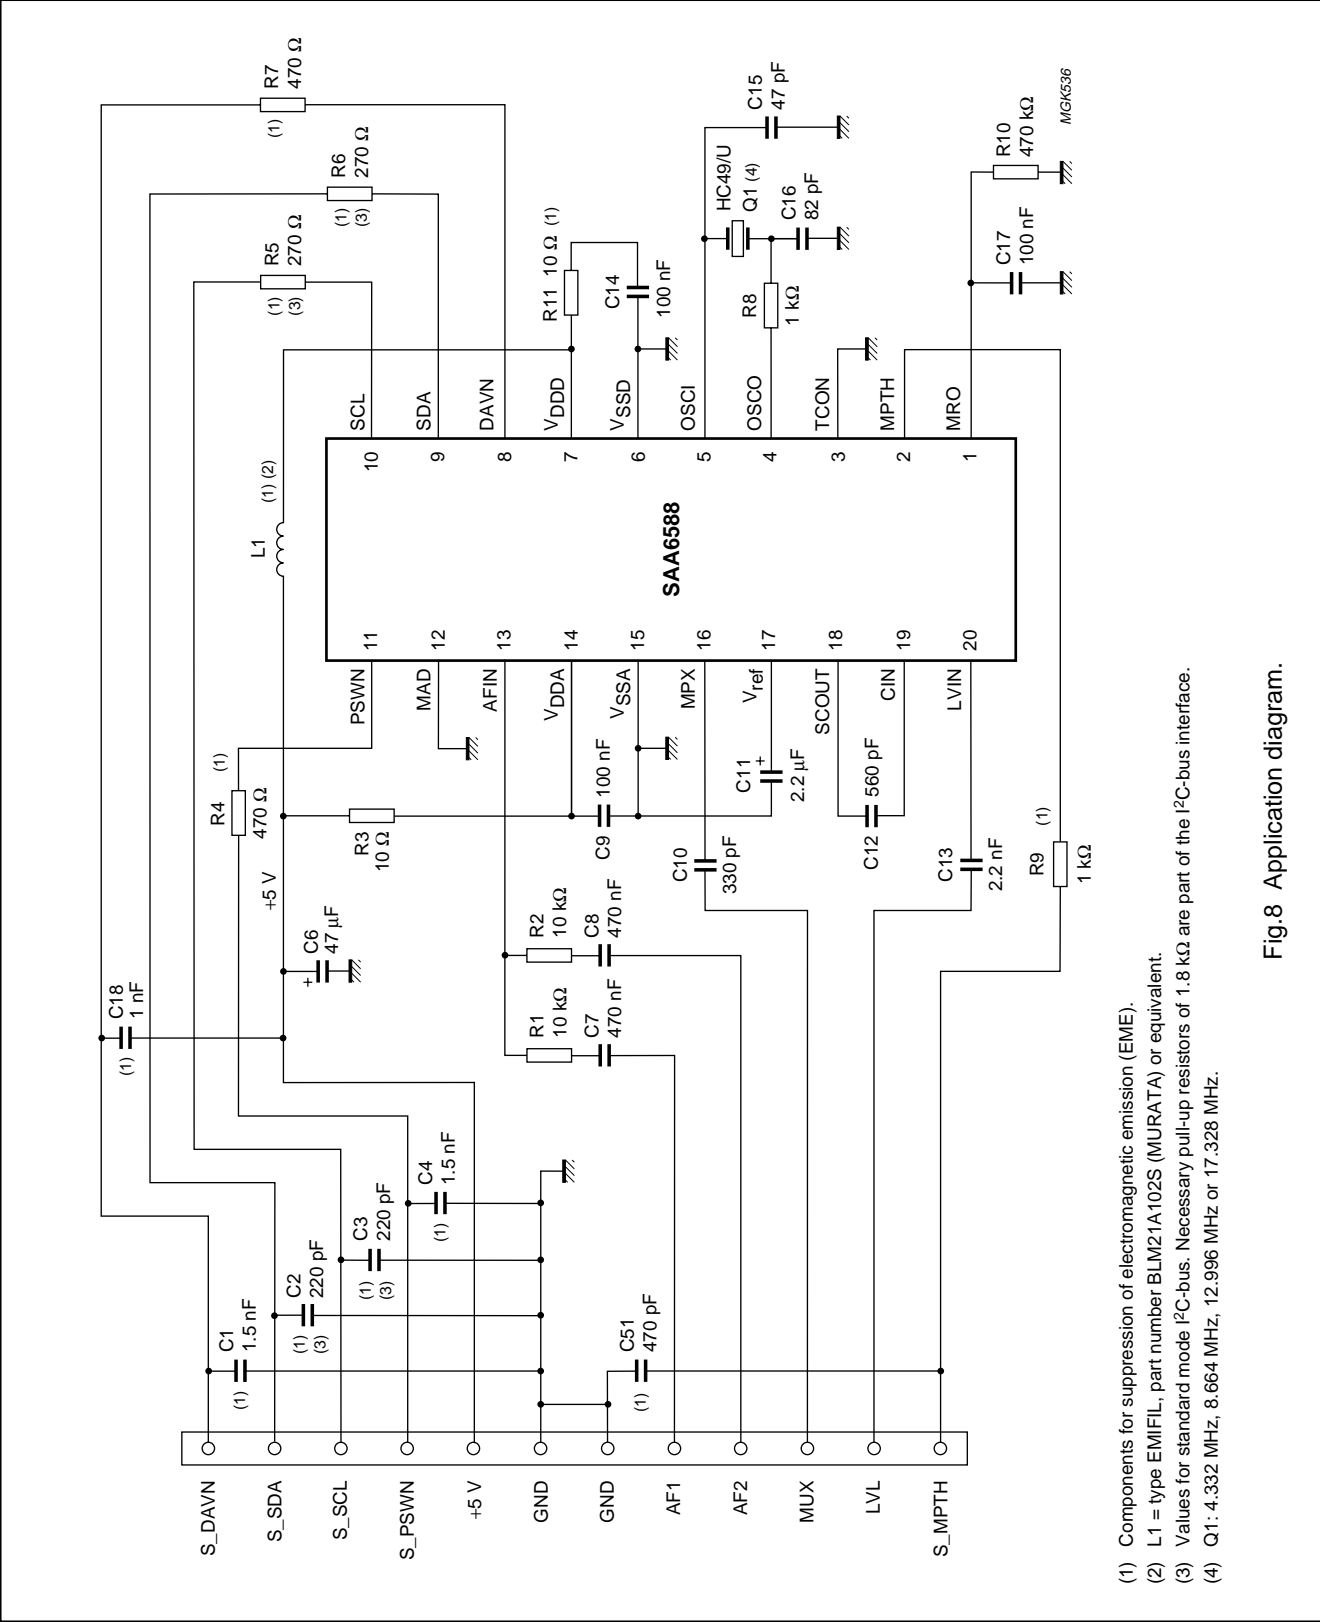 R7
470 Ω
(1)
R6
270 Ω
(1)
(3)
R5
270 Ω
(1)
(3)
C18
1 nF
(1)
R4
470 Ω
(1)
+5 V
L1
(1) (2)
C6
47 µF
+
R3
10 Ω
R11 10 Ω (1)
C14
100 nF
C15
47 pF
HC49/U
Q1 (4)
C16
82 pF
R8
1 kΩ
R10
470 kΩ
C17
100 nF
MGK536
PSWN
MAD
AFIN
VDDA
VSSA
MPX
Vref
SCOUT
CIN
LVIN
11
12
13
14
15
16
17
18
19
20
SAA6588
10
9
8
7
6
5
4
3
2
1
SCL
SDA
DAVN
VDDD
VSSD
OSCI
OSCO
TCON
MPTH
MRO
C9
100 nF
C11
+
2.2 µF
C10
330 pF
C12
560 pF
C13
2.2 nF
R9
1 kΩ
(1)
R2
10 kΩ
C8
470 nF
R1
10 kΩ
C7
470 nF
C1
1.5 nF
(1)
C2
220 pF
(1)
(3)
C3
220 pF
(1)
(3)
C4
1.5 nF
(1)
C51
470 pF
(1)
S_DAVN
S_SDA
S_SCL
S_PSWN
+5 V
GND
GND
AF1
AF2
MUX
LVL
S_MPTH
(1) Components for suppression of electromagnetic emission (EME).
(2) L1 = type EMIFIL, part number BLM21A102S (MURATA) or equivalent.
(3) Values for standard mode I²C-bus. Necessary pull-up resistors of 1.8 kΩ are part of the I²C-bus interface.
(4) Q1: 4.332 MHz, 8.664 MHz, 12.996 MHz or 17.328 MHz.
Fig.8 Application diagram.